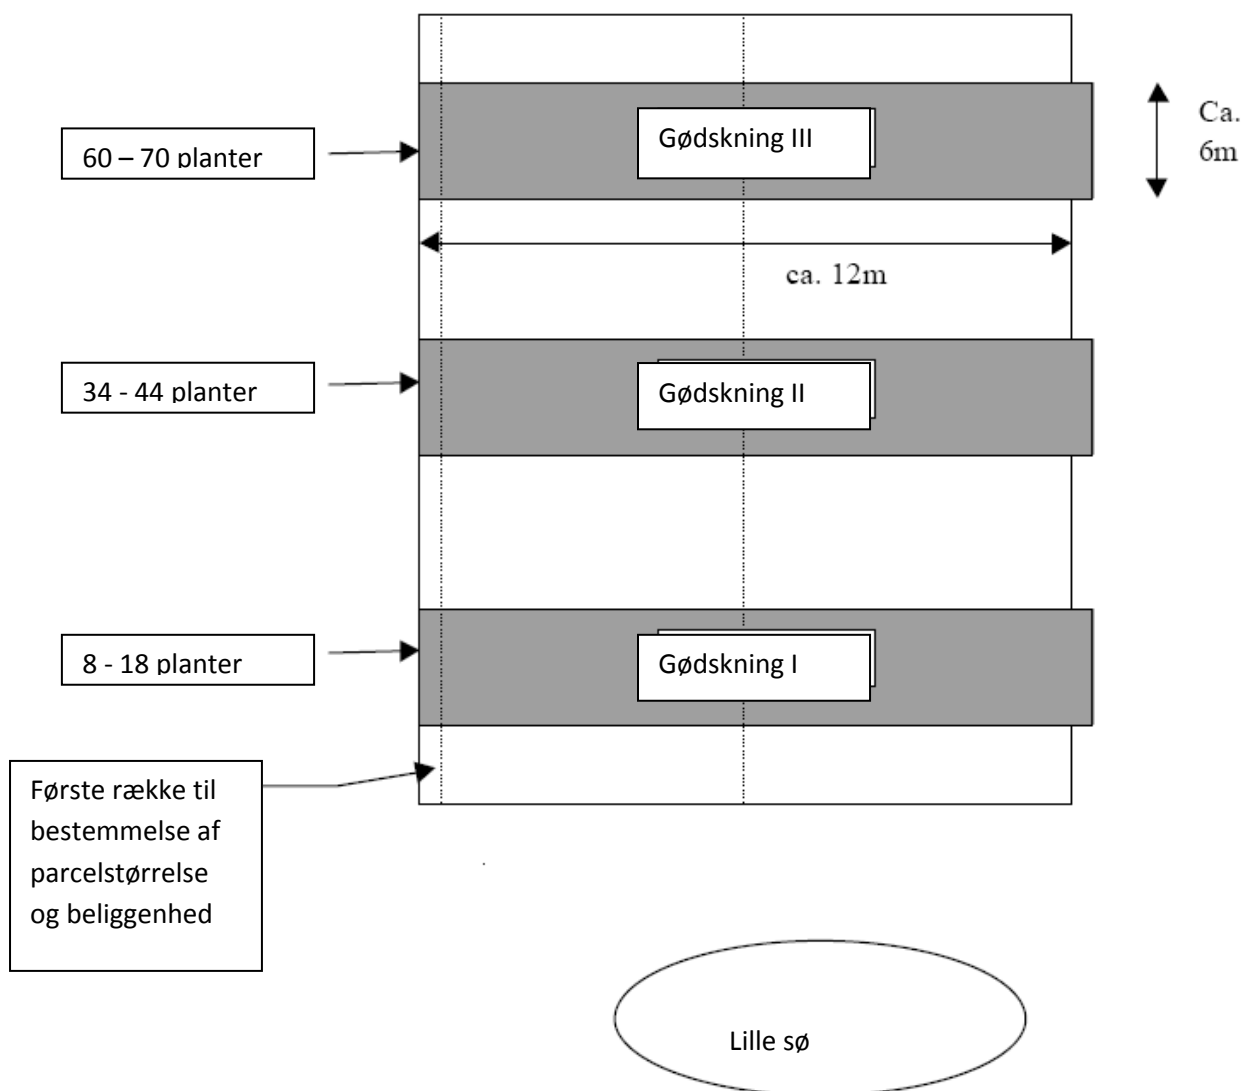 Gødskning III
Ca.
6m
60 – 70 planter
ca. 12m
34 - 44 planter
Gødskning II
8 - 18 planter
Gødskning I
Første række til
bestemmelse af
parcelstørrelse
og beliggenhed
Lille sø